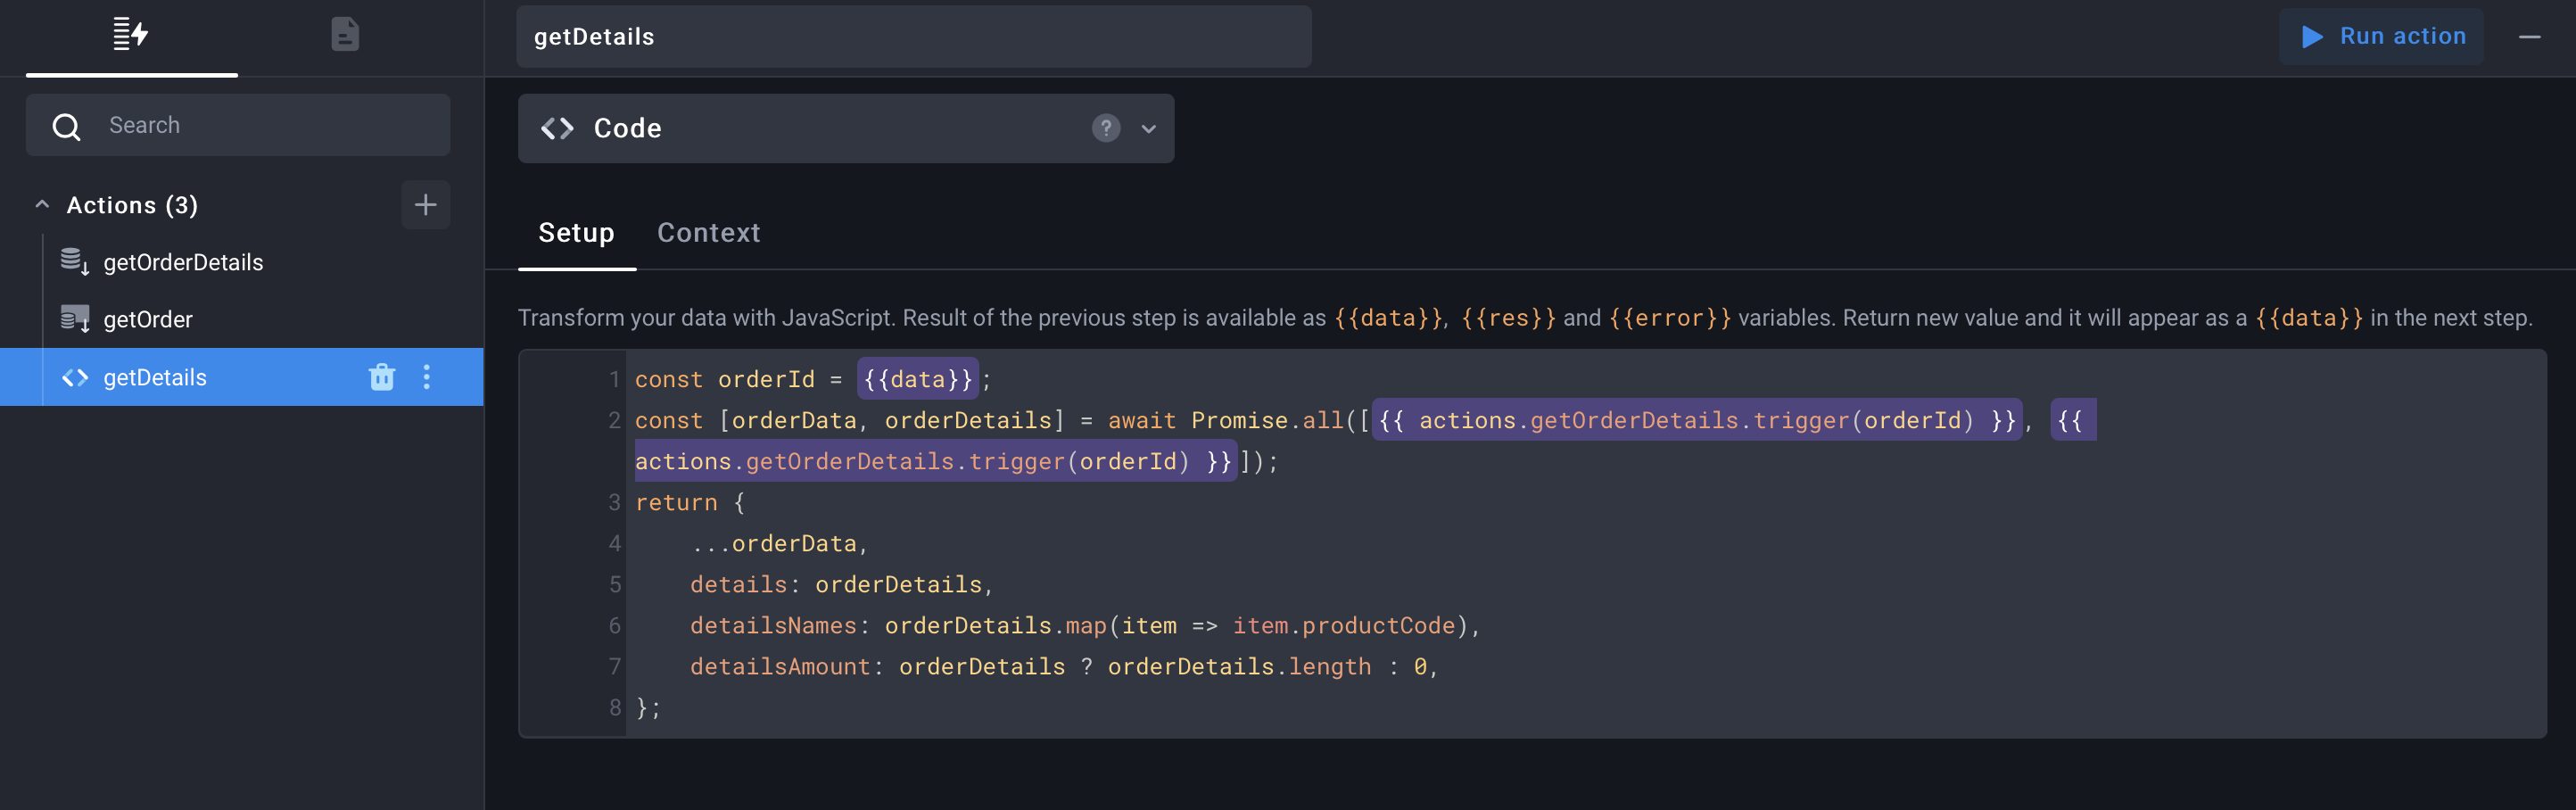 getDetails
Run action
Search
Code
?
Actions (3)
Setup
Context
getOrderDetails
getOrder
getDetails
Transform your data with JavaScript. Result of the previous step is available as {{data}}, {{res}} and {{error}} variables. Return new value and it will appear as a {{data}} in the next step.
1 const orderId = {{data}};
2 const [orderData, orderDetails] = await Promise.all([{{ actions.getOrderDetails.trigger(orderId) }}, {{
actions.getOrderDetails.trigger(orderId) }}]);
3 return {
4     ...orderData,
5     details: orderDetails,
6     detailsNames: orderDetails.map(item => item.productCode),
7     detailsAmount: orderDetails ? orderDetails.length : 0,
8 };